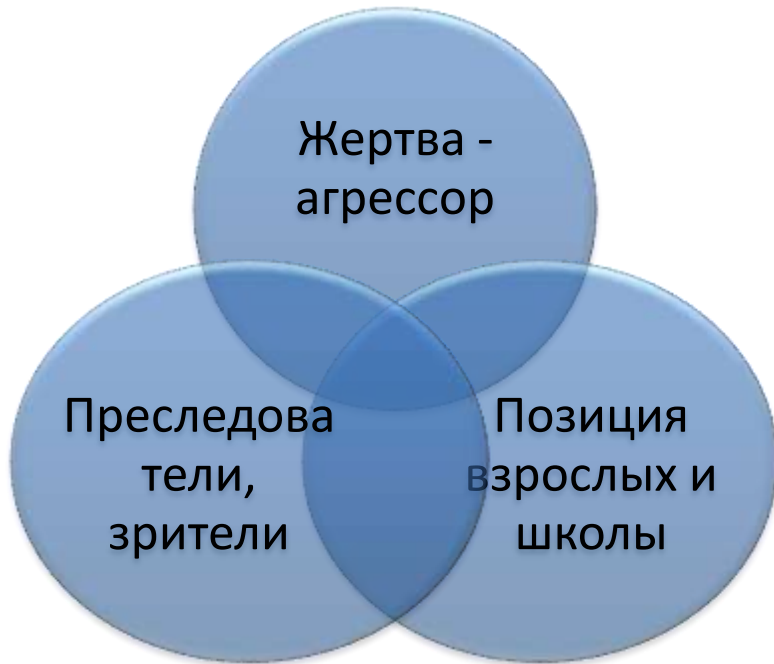 Жертва -
агрессор
Преследова
тели,
зрители
Позиция
взрослых и
школы